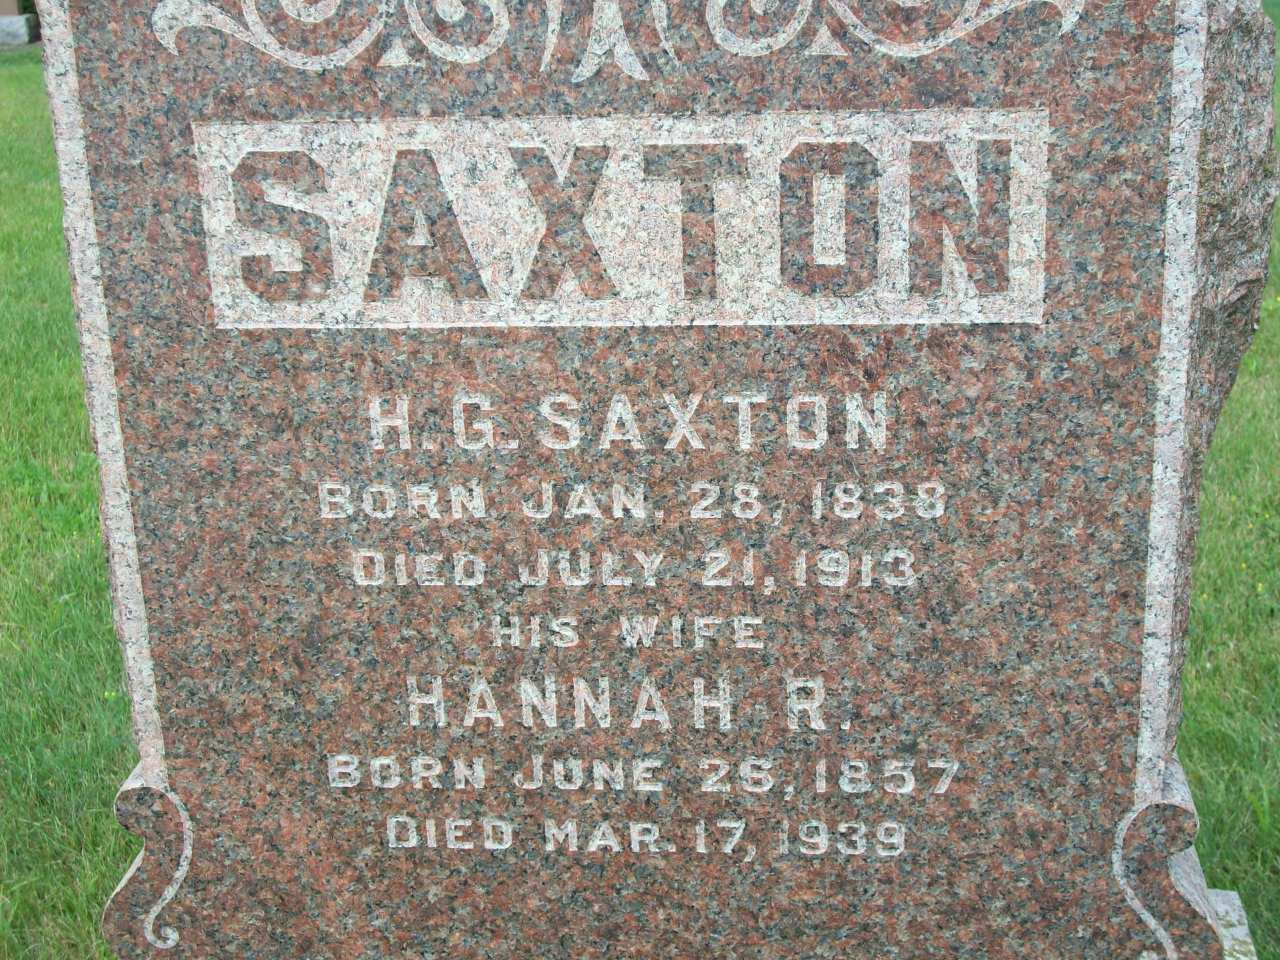 SAXTON
H. G. SAXTON
BORN JAN. 28, 1838
DIED JULY 21, 1913
HIS WIFE
HANNAH R.
BORN JUNE 26, 1857
DIED MAR. 17, 1939